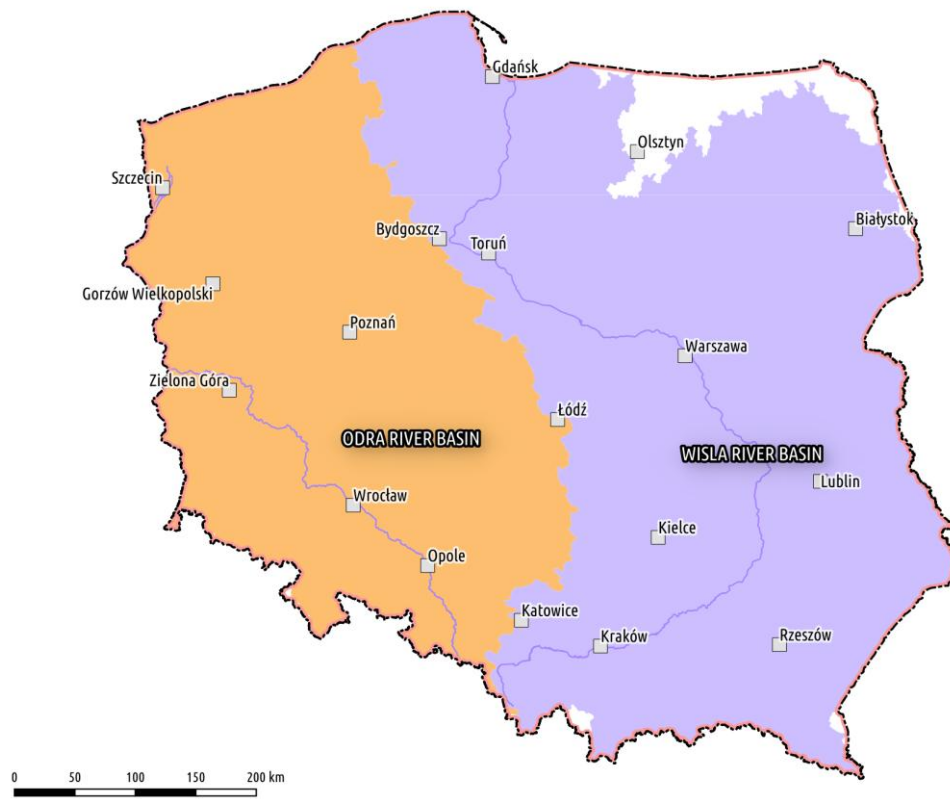 Gdańsk
Olsztyn
Szczecin
Białystok
Bydgoszcz
Toruń
Gorzów Wielkopolski
Poznań
Warszawa
Zielona Góra
Łódź
ODRA RIVER BASIN
WISLA RIVER BASIN
Lublin
Wrocław
Kielce
Opole
Katowice
Kraków
Rzeszów
0 50 100 150 200 km